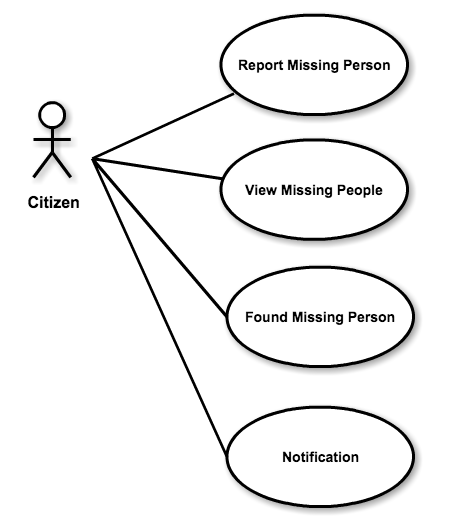 Report Missing Person
View Missing People
Citizen
Found Missing Person
Notification